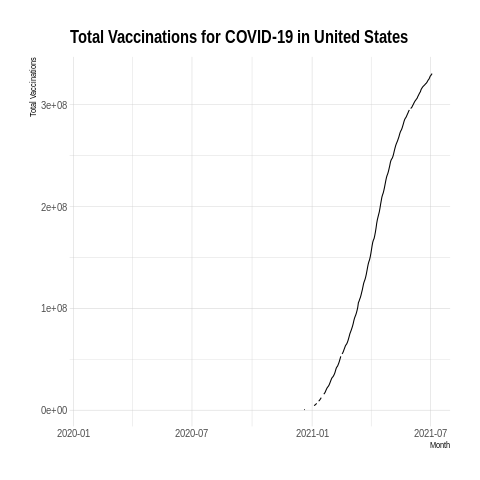 Total Vaccinations for COVID-19 in United States
Total Vaccinations
3e+08
2e+08
1e+08
0e+00
2020-01 2020-07 2021-01 2021-07
Month